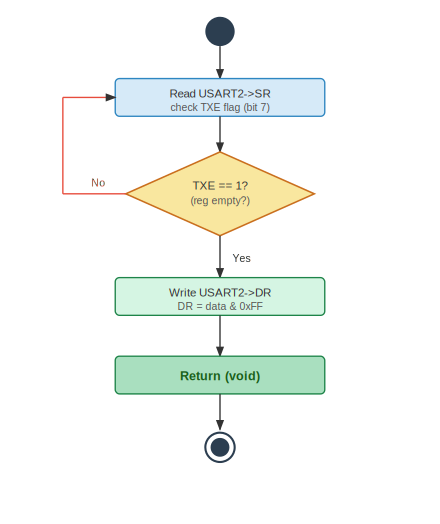 Read USART2->SR
check TXE flag (bit 7)
TXE == 1?
(reg empty?)
No
Yes
Write USART2->DR
DR = data & 0xFF
Return (void)